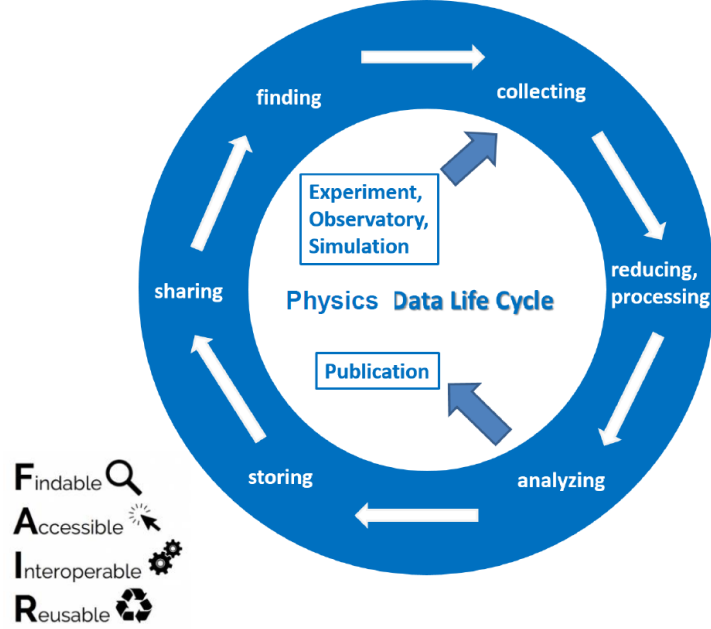 finding
collecting
Experiment,
Observatory,
Simulation
reducing,
processing
sharing
Physics Data Life Cycle
Publication
storing
analyzing
Findable
Accessible
Interoperable
Reusable